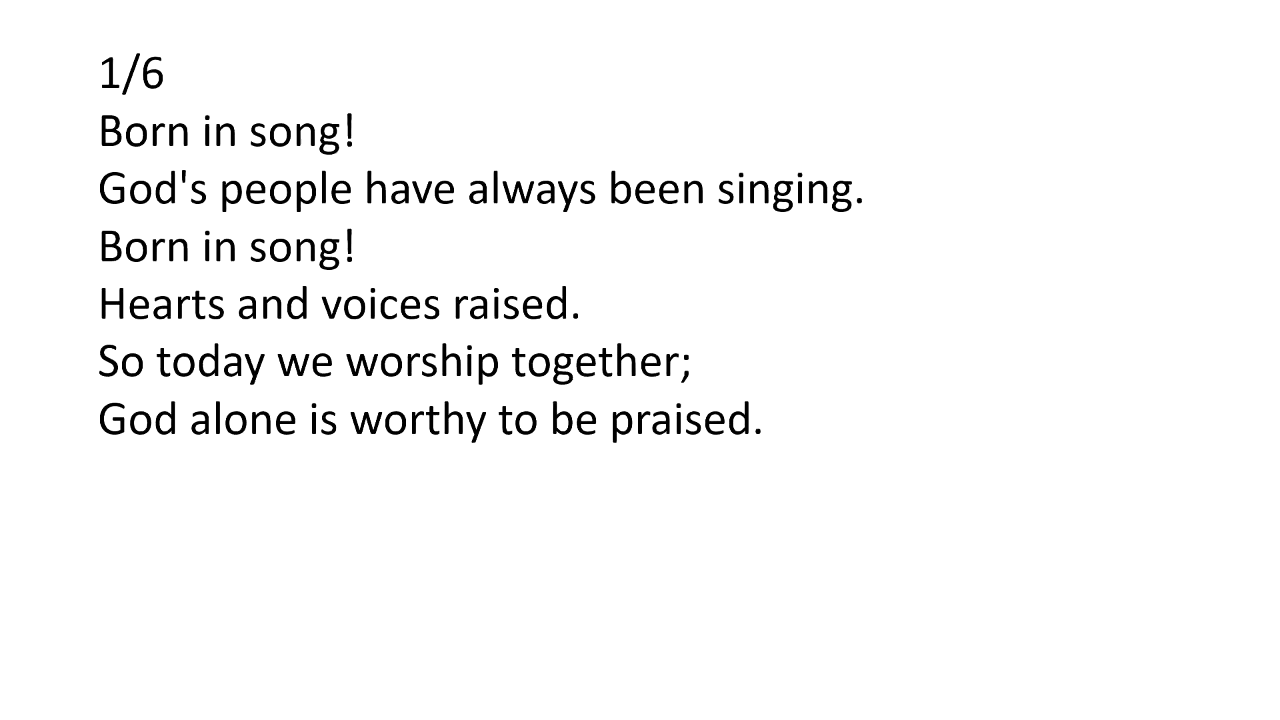 1/6
Born in song!
God's people have always been singing.
Born in song!
Hearts and voices raised.
So today we worship together;
God alone is worthy to be praised.